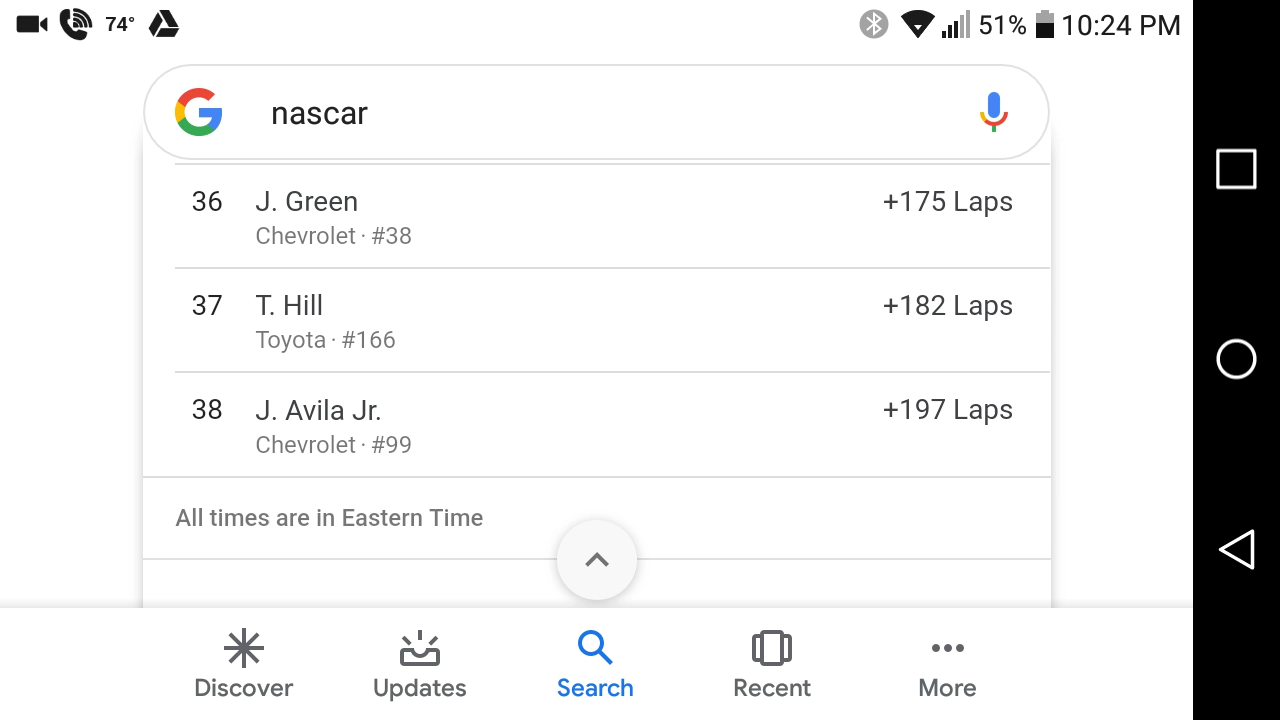 74° 51% 10:24 PM
nascar
36 J. Green +175 Laps
Chevrolet · #38
37 T. Hill +182 Laps
Toyota · #166
38 J. Avila Jr. +197 Laps
Chevrolet · #99
All times are in Eastern Time
Discover Updates Search Recent More